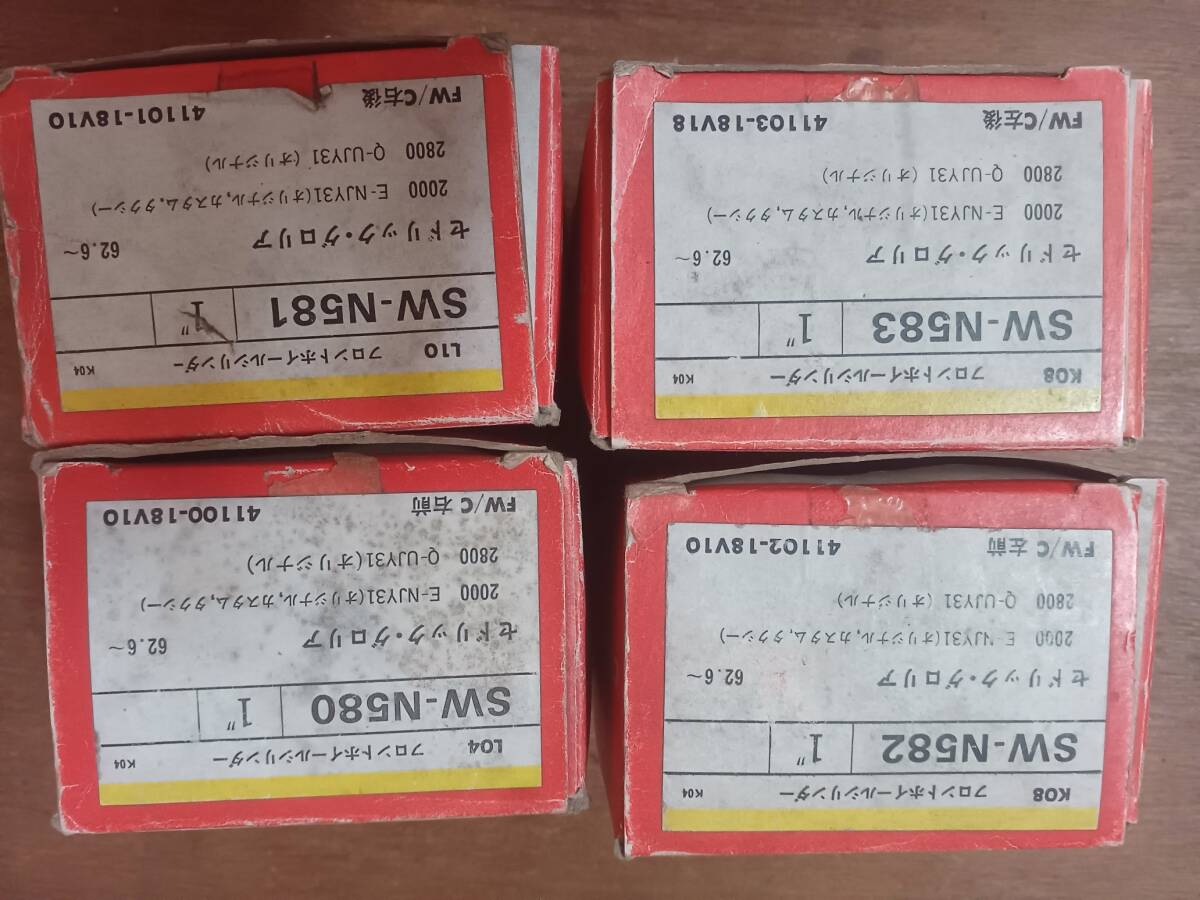 K08 フロントホイールシリンダー K04
SW-N582 1"
セドリック・グロリア 62.6~
2000 E-NJY31(オリジナル,カスタム,タクシー)
2800 Q-UJY31 (オリジナル)
FW/C 左前 41102-18V10
L04 フロントホイールシリンダー K04
SW-N580 1"
セドリック・グロリア 62.6~
2000 E-NJY31(オリジナル,カスタム,タクシー)
2800 Q-UJY31(オリジナル)
FW/C 右前 41100-18V10
K08 フロントホイールシリンダー K04
SW-N583 1"
セドリック・グロリア 62.6~
2000 E-NJY31(オリジナル,カスタム,タクシー)
2800 Q-UJY31 (オリジナル)
FW/C左後 41103-18V18
L10 フロントホイールシリンダー K04
SW-N581 1"
セドリック・グロリア 62.6~
2000 E-NJY31(オリジナル,カスタム,タクシー)
2800 Q-UJY31 (オリジナル)
FW/C右後 41101-18V10